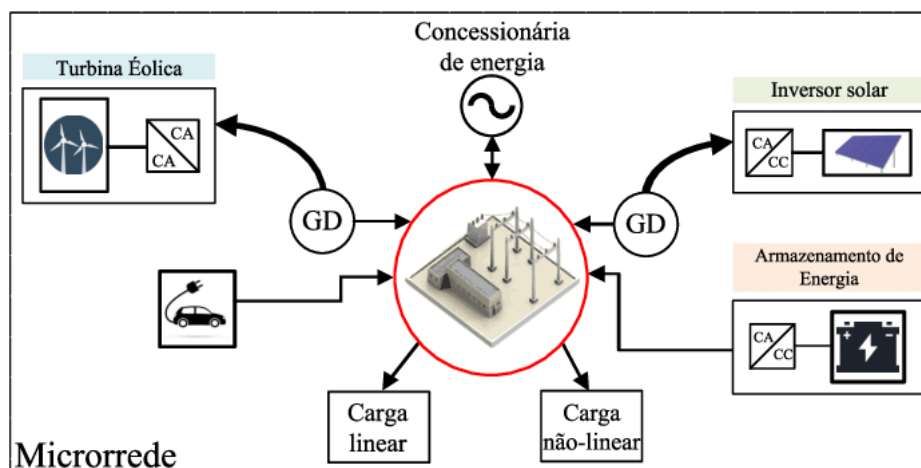 Concessionária
de energia
Turbina Éolica
CA
CA
GD
Inversor solar
CA
CC
GD
Armazenamento de
Energia
CA
CC
+ -
Carga
linear
Carga
não-linear
Microrrede